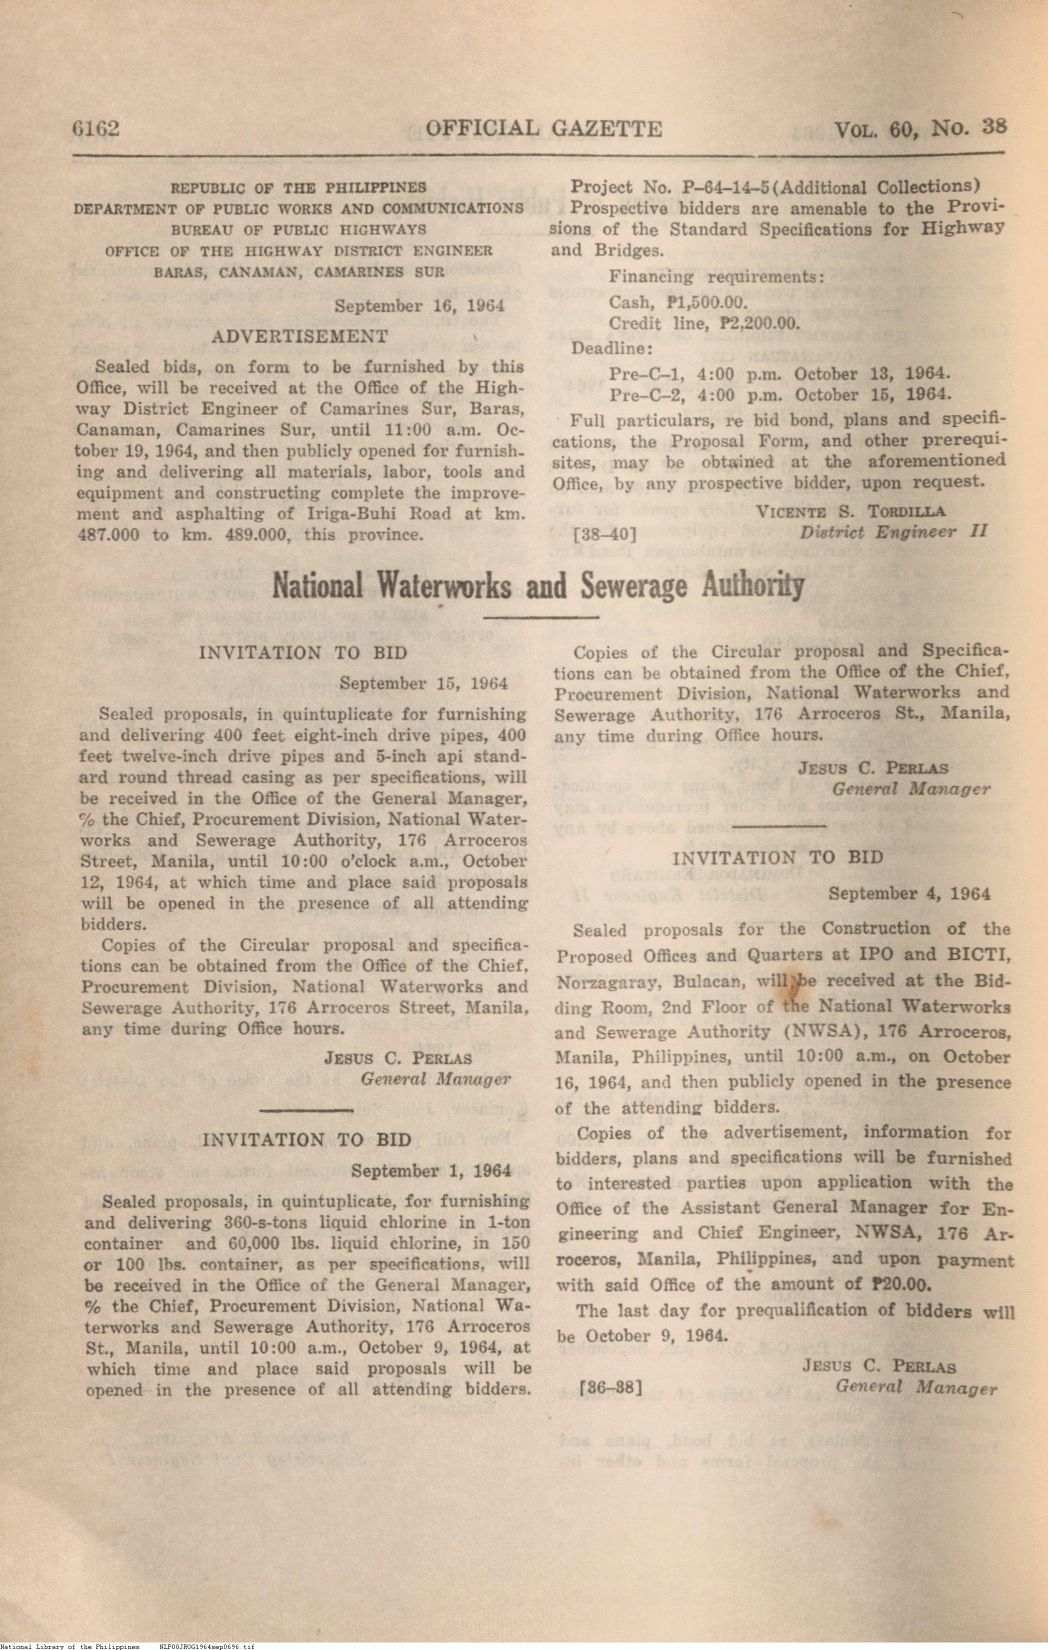 6162
OFFICIAL GAZETTE
VOL. 60, No. 38
REPUBLIC OF THE PHILIPPINES
DEPARTMENT OF PUBLIC WORKS AND COMMUNICATIONS
BUREAU OF PUBLIC HIGHWAYS
OFFICE OF THE HIGHWAY DISTRICT ENGINEER
BARAS, CANAMAN, CAMARINES SUR
September 16, 1964
ADVERTISEMENT
Sealed bids, on form to be furnished by this
Office, will be received at the Office of the High-
way District Engineer of Camarines Sur, Baras,
Canaman, Camarines Sur, until 11:00 a.m. Oc-
tober 19, 1964, and then publicly opened for furnish-
ing and delivering all materials, labor, tools and
equipment and constructing complete the improve-
ment and asphalting of Iriga-Buhi Road at km.
487.000 to km. 489.000, this province.
Project No. P-64-14-5(Additional Collections)
Prospective bidders are amenable to the Provi-
sions of the Standard Specifications for Highway
and Bridges.
Financing requirements:
Cash, ₱1,500.00.
Credit line, ₱2,200.00.
Deadline:
Pre-C-1, 4:00 p.m. October 13, 1964.
Pre-C-2, 4:00 p.m. October 15, 1964.
Full particulars, re bid bond, plans and specifi-
cations, the Proposal Form, and other prerequi-
sites, may be obtained at the aforementioned
Office, by any prospective bidder, upon request.
VICENTE S. TORDILLA
[38-40] District Engineer II
National Waterworks and Sewerage Authority
INVITATION TO BID
September 15, 1964
Sealed proposals, in quintuplicate for furnishing
and delivering 400 feet eight-inch drive pipes, 400
feet twelve-inch drive pipes and 5-inch api stand-
ard round thread casing as per specifications, will
be received in the Office of the General Manager,
% the Chief, Procurement Division, National Water-
works and Sewerage Authority, 176 Arroceros
Street, Manila, until 10:00 o'clock a.m., October
12, 1964, at which time and place said proposals
will be opened in the presence of all attending
bidders.
Copies of the Circular proposal and specifica-
tions can be obtained from the Office of the Chief,
Procurement Division, National Waterworks and
Sewerage Authority, 176 Arroceros Street, Manila,
any time during Office hours.
JESUS C. PERLAS
General Manager
INVITATION TO BID
September 1, 1964
Sealed proposals, in quintuplicate, for furnishing
and delivering 360-s-tons liquid chlorine in 1-ton
container and 60,000 lbs. liquid chlorine, in 150
or 100 lbs. container, as per specifications, will
be received in the Office of the General Manager,
% the Chief, Procurement Division, National Wa-
terworks and Sewerage Authority, 176 Arroceros
St., Manila, until 10:00 a.m., October 9, 1964, at
which time and place said proposals will be
opened in the presence of all attending bidders.
Copies of the Circular proposal and Specifica-
tions can be obtained from the Office of the Chief,
Procurement Division, National Waterworks and
Sewerage Authority, 176 Arroceros St., Manila,
any time during Office hours.
JESUS C. PERLAS
General Manager
INVITATION TO BID
September 4, 1964
Sealed proposals for the Construction of the
Proposed Offices and Quarters at IPO and BICTI,
Norzagaray, Bulacan, will be received at the Bid-
ding Room, 2nd Floor of the National Waterworks
and Sewerage Authority (NWSA), 176 Arroceros,
Manila, Philippines, until 10:00 a.m., on October
16, 1964, and then publicly opened in the presence
of the attending bidders.
Copies of the advertisement, information for
bidders, plans and specifications will be furnished
to interested parties upon application with the
Office of the Assistant General Manager for En-
gineering and Chief Engineer, NWSA, 176 Ar-
roceros, Manila, Philippines, and upon payment
with said Office of the amount of ₱20.00.
The last day for prequalification of bidders will
be October 9, 1964.
JESUS C. PERLAS
[36-38] General Manager
National Library of the Philippines NLP00JROG1964sep0696.tif